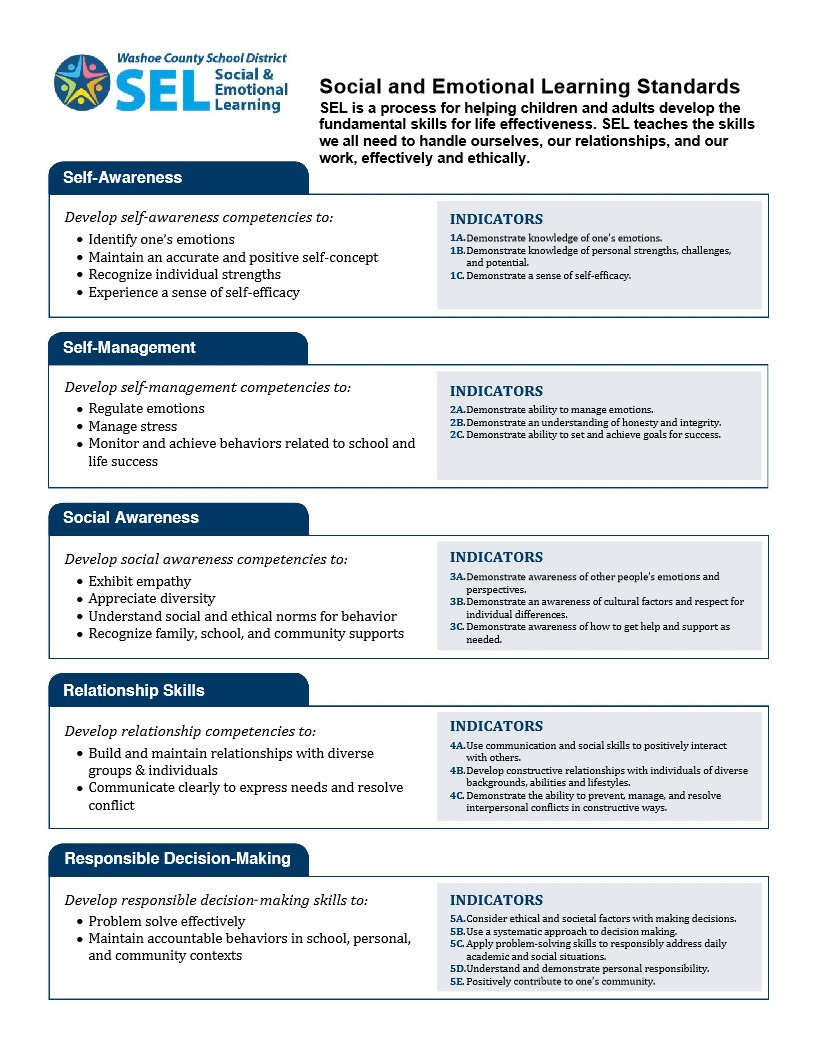 Washoe County School District
SEL Social &
Emotional
Learning
Social and Emotional Learning Standards
SEL is a process for helping children and adults develop the
fundamental skills for life effectiveness. SEL teaches the skills
we all need to handle ourselves, our relationships, and our
work, effectively and ethically.
Self-Awareness
Develop self-awareness competencies to:
• Identify one's emotions
• Maintain an accurate and positive self-concept
• Recognize individual strengths
• Experience a sense of self-efficacy
INDICATORS
1A. Demonstrate knowledge of one's emotions.
1B. Demonstrate knowledge of personal strengths, challenges,
and potential.
1C. Demonstrate a sense of self-efficacy.
Self-Management
Develop self-management competencies to:
• Regulate emotions
• Manage stress
• Monitor and achieve behaviors related to school and
life success
INDICATORS
2A. Demonstrate ability to manage emotions.
2B. Demonstrate an understanding of honesty and integrity.
2C. Demonstrate ability to set and achieve goals for success.
Social Awareness
Develop social awareness competencies to:
• Exhibit empathy
• Appreciate diversity
• Understand social and ethical norms for behavior
• Recognize family, school, and community supports
INDICATORS
3A. Demonstrate awareness of other people's emotions and
perspectives.
3B. Demonstrate an awareness of cultural factors and respect for
individual differences.
3C. Demonstrate awareness of how to get help and support as
needed.
Relationship Skills
Develop relationship competencies to:
• Build and maintain relationships with diverse
groups & individuals
• Communicate clearly to express needs and resolve
conflict
INDICATORS
4A. Use communication and social skills to positively interact
with others.
4B. Develop constructive relationships with individuals of diverse
backgrounds, abilities and lifestyles.
4C. Demonstrate the ability to prevent, manage, and resolve
interpersonal conflicts in constructive ways.
Responsible Decision-Making
Develop responsible decision-making skills to:
• Problem solve effectively
• Maintain accountable behaviors in school, personal,
and community contexts
INDICATORS
5A. Consider ethical and societal factors with making decisions.
5B. Use a systematic approach to decision making.
5C. Apply problem-solving skills to responsibly address daily
academic and social situations.
5D. Understand and demonstrate personal responsibility.
5E. Positively contribute to one's community.